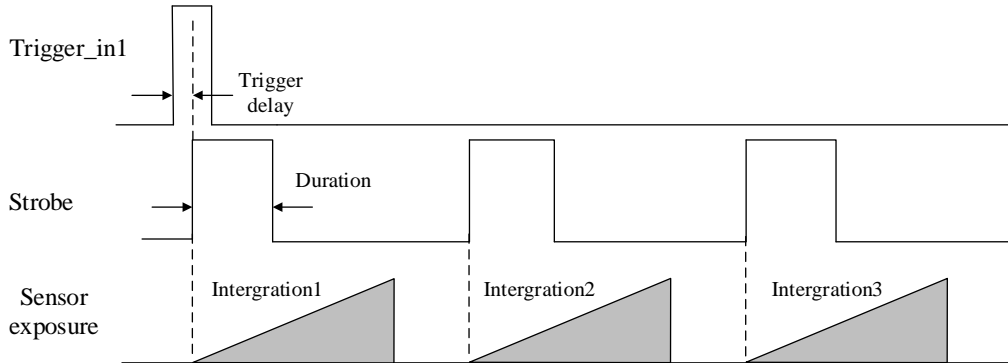 Trigger_in1
Trigger
delay
Strobe
Duration
Sensor
exposure
Intergration1
Intergration2
Intergration3